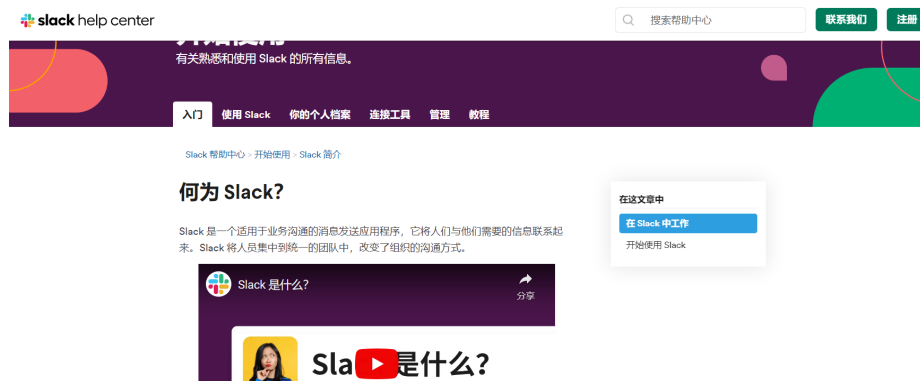 slack help center
搜索帮助中心
联系我们
注册
开始使用
有关熟悉和使用 Slack 的所有信息。
入门 使用 Slack 你的个人档案 连接工具 管理 教程
Slack 帮助中心 > 开始使用 > Slack 简介
何为 Slack？
Slack 是一个适用于业务沟通的消息发送应用程序，它将人们与他们需要的信息联系起
来。Slack 将人员集中到统一的团队中，改变了组织的沟通方式。
在这文章中
在 Slack 中工作
开始使用 Slack
Slack 是什么？
分享
Sla 是什么？